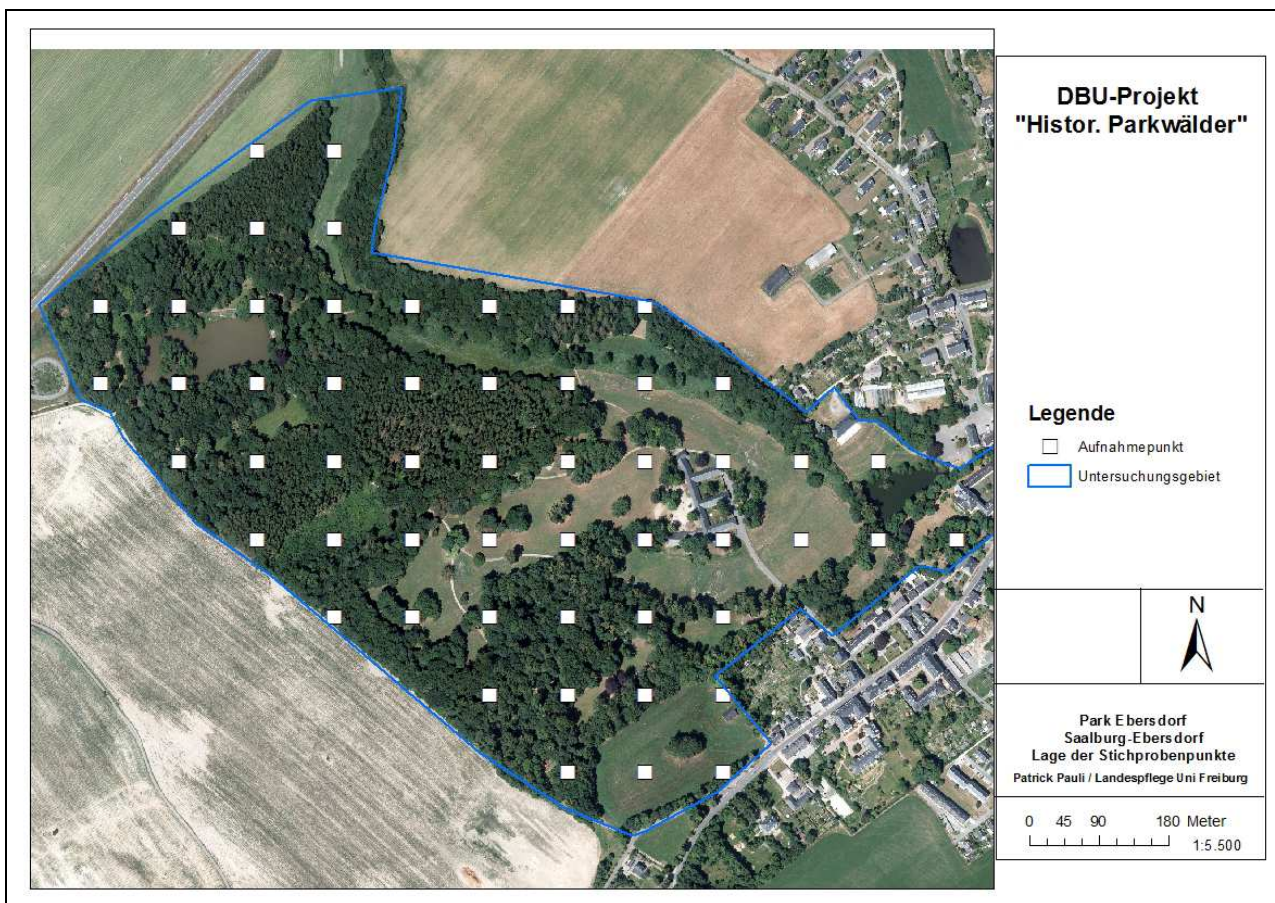 DBU-Projekt
"Histor. Parkwälder"
Legende
Aufnahmepunkt
Untersuchungsgebiet
N
Park Ebersdorf
Saalburg-Ebersdorf
Lage der Stichprobenpunkte
Patrick Pauli / Landespflege Uni Freiburg
0 45 90 180 Meter
1:5.500